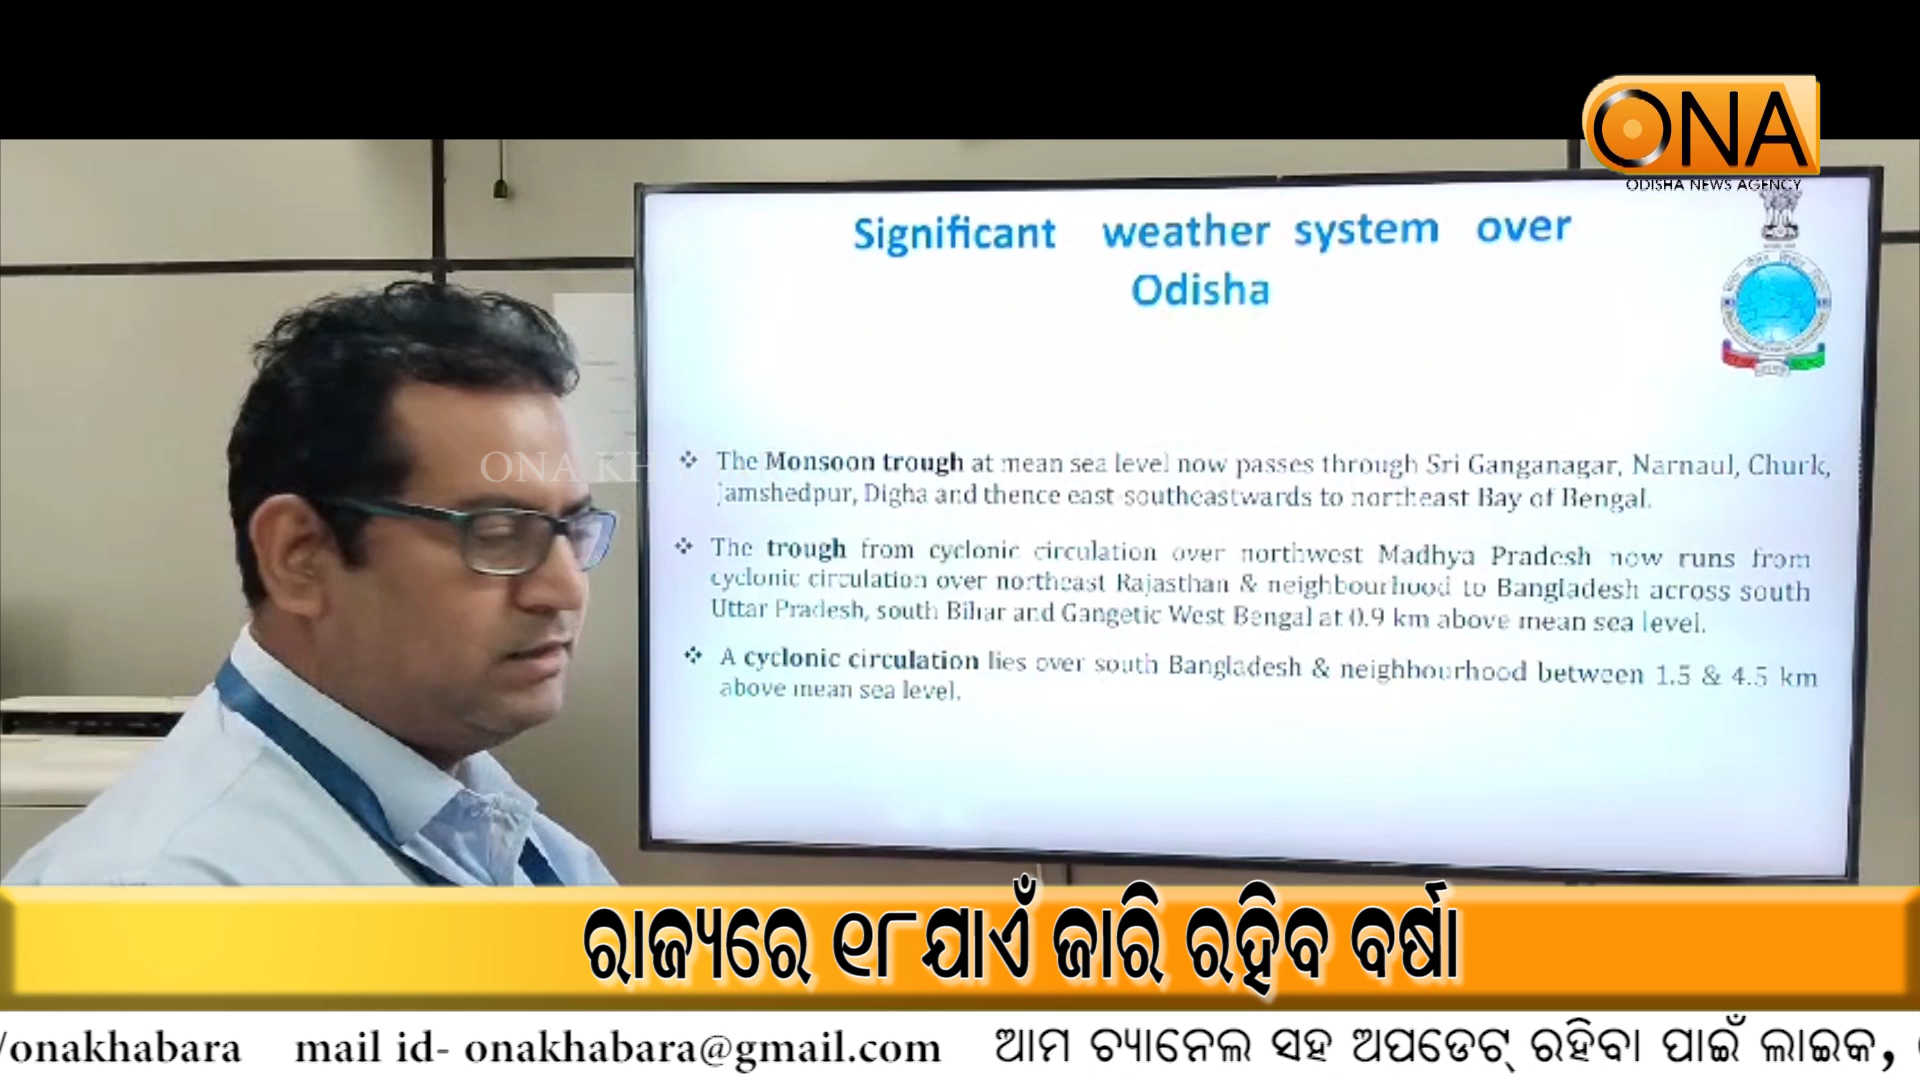 ONA
ODISHA NEWS AGENCY
Significant weather system over
Odisha
❖ The Monsoon trough at mean sea level now passes through Sri Ganganagar, Narnaul, Churk,
Jamshedpur, Digha and thence east-southeastwards to northeast Bay of Bengal.
❖ The trough from cyclonic circulation over northwest Madhya Pradesh now runs from
cyclonic circulation over northeast Rajasthan & neighbourhood to Bangladesh across south
Uttar Pradesh, south Bihar and Gangetic West Bengal at 0.9 km above mean sea level.
❖ A cyclonic circulation lies over south Bangladesh & neighbourhood between 1.5 & 4.5 km
above mean sea level.
ONA KH
ରାଜ୍ୟରେ ୧୮ଯାଏଁ ଜାରି ରହିବ ବର୍ଷା
/onakhabara mail id- onakhabara@gmail.com ଆମ ଚ୍ୟାନେଲ ସହ ଅପଡେଟ୍ ରହିବା ପାଇଁ ଲାଇକ,